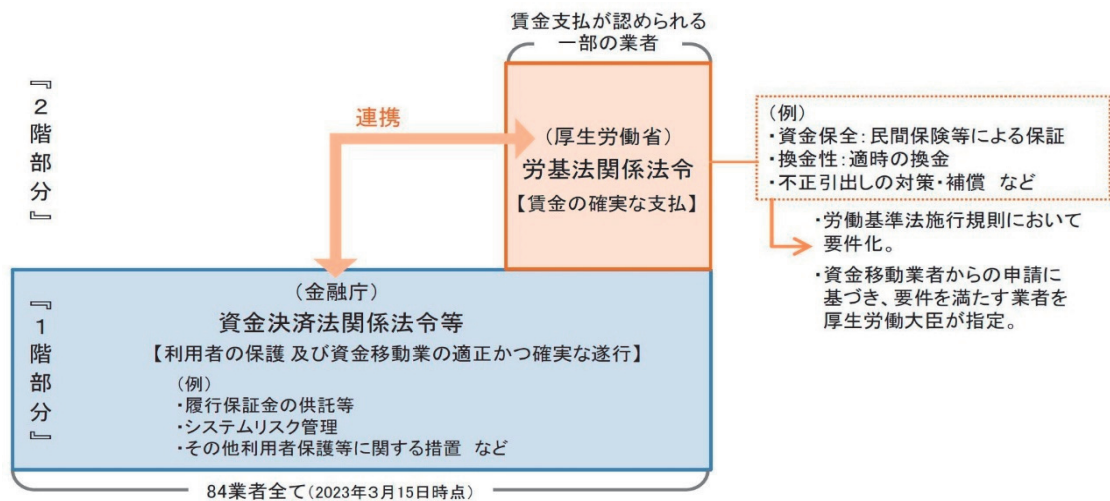 賃金支払が認められる
一部の業者
『2階部分』
連携
(厚生労働省)
労基法関係法令
【賃金の確実な支払】
(例)
・資金保全:民間保険等による保証
・換金性:適時の換金
・不正引出しの対策・補償 など
・労働基準法施行規則において
要件化。
・資金移動業者からの申請に
基づき、要件を満たす業者を
厚生労働大臣が指定。
『1階部分』
(金融庁)
資金決済法関係法令等
【利用者の保護 及び資金移動業の適正かつ確実な遂行】
(例)
・履行保証金の供託等
・システムリスク管理
・その他利用者保護等に関する措置 など
84業者全て(2023年3月15日時点)